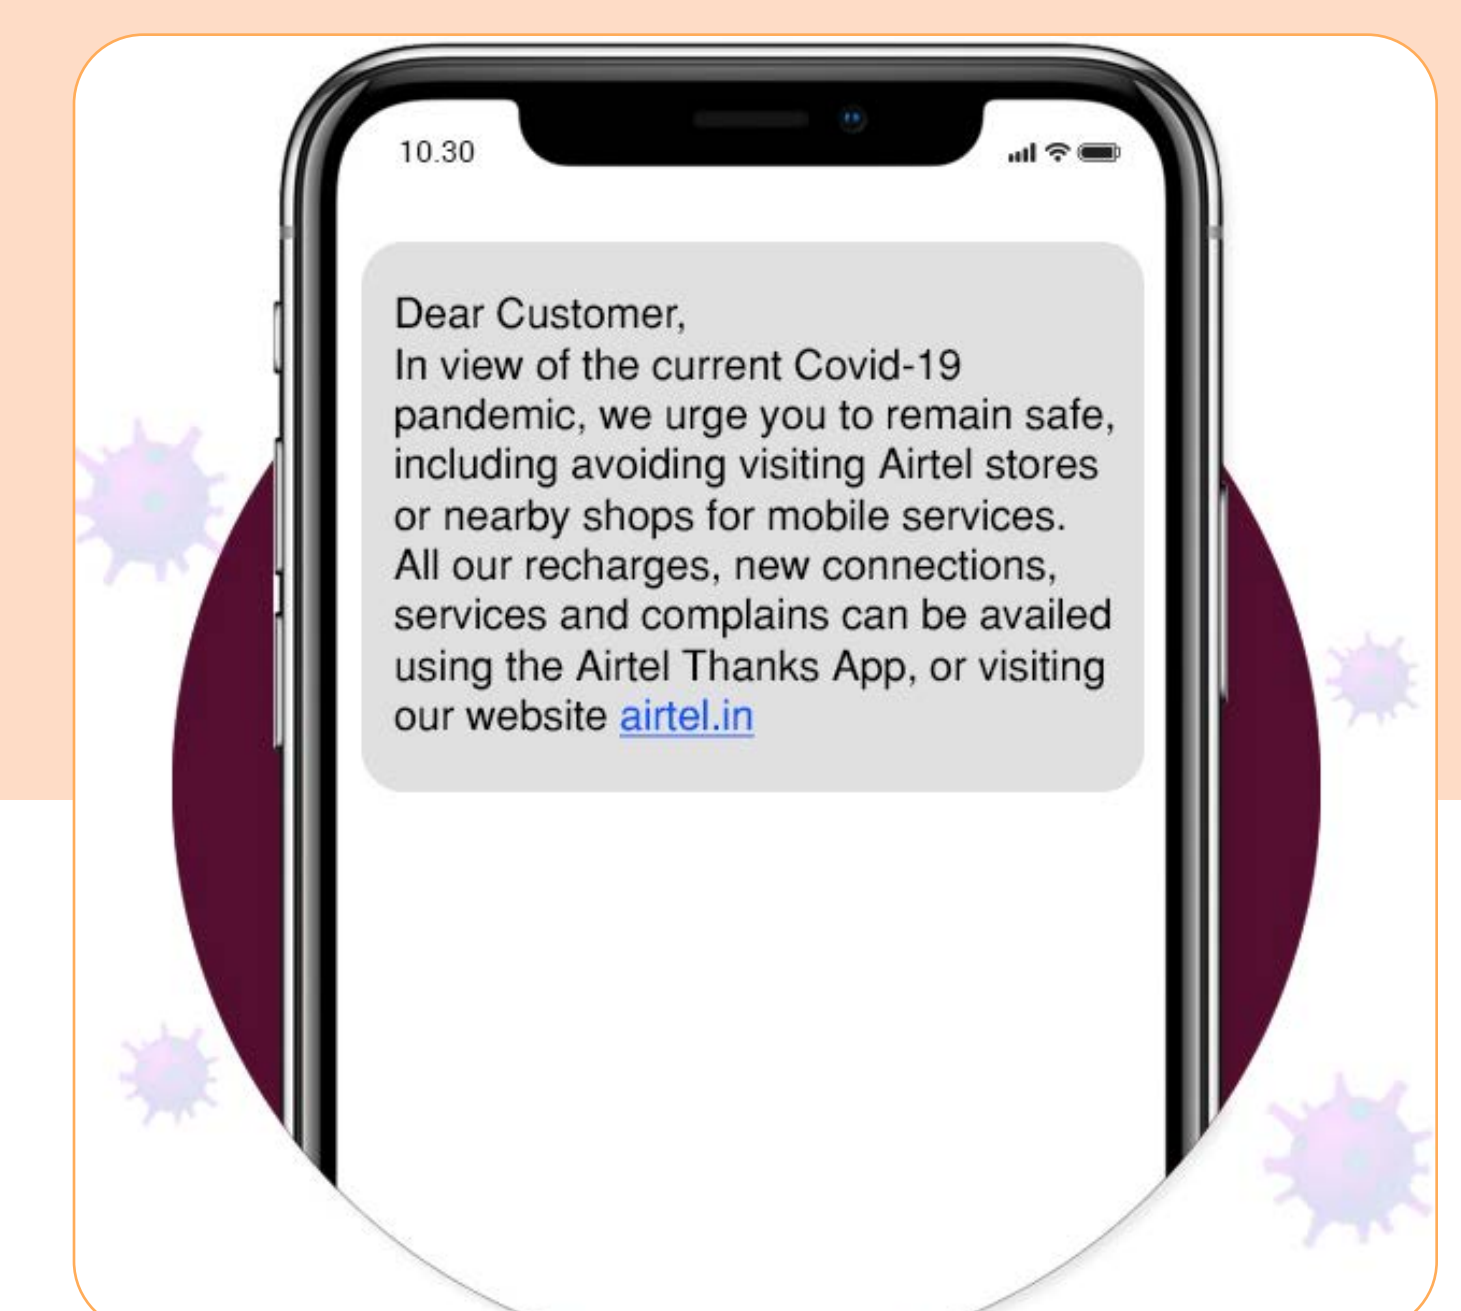 10.30
Dear Customer,
In view of the current Covid-19
pandemic, we urge you to remain safe,
including avoiding visiting Airtel stores
or nearby shops for mobile services.
All our recharges, new connections,
services and complains can be availed
using the Airtel Thanks App, or visiting
our website airtel.in